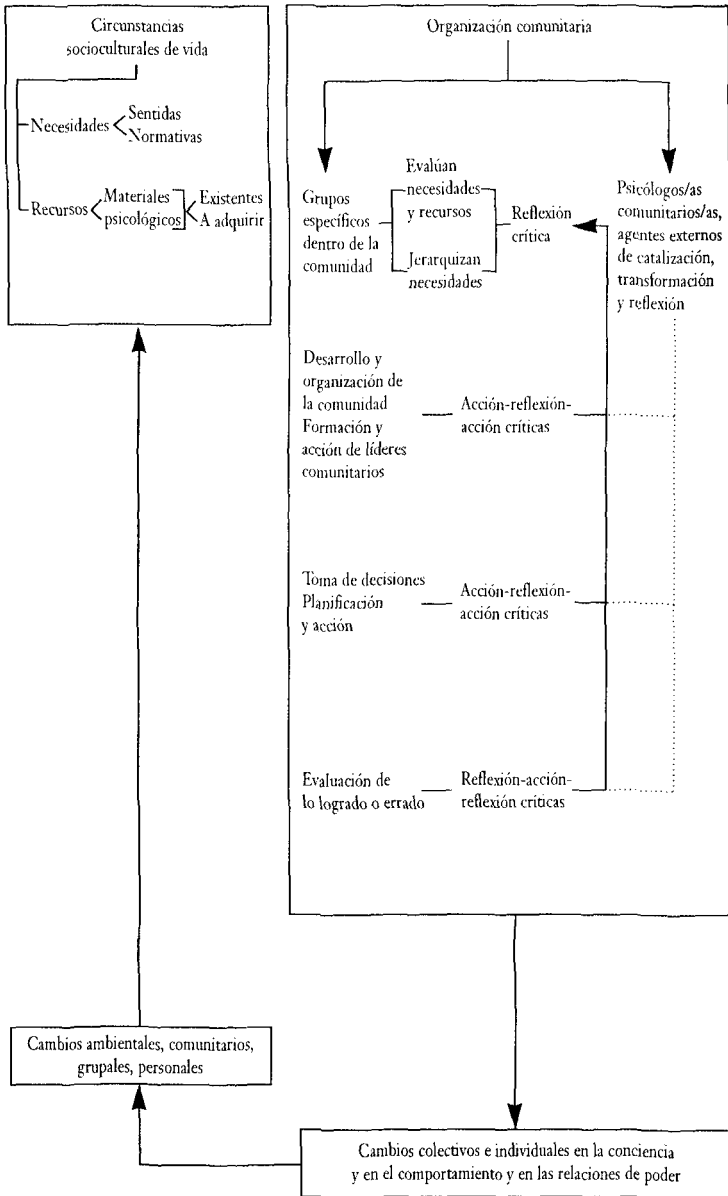 Circunstancias
socioculturales de vida
Necesidades
Sentidas
Normativas
Recursos
Materiales
psicológicos
Existentes
A adquirir
Organización comunitaria
Grupos
específicos
dentro de la
comunidad
Evalúan
necesidades
y recursos
Jerarquizan
necesidades
Reflexión
crítica
Psicólogos/as
comunitarios/as,
agentes externos
de catalización,
transformación
y reflexión
Desarrollo y
organización de
la comunidad
Formación y
acción de líderes
comunitarios
Acción-reflexión-
acción críticas
Toma de decisiones
Planificación
y acción
Acción-reflexión-
acción críticas
Evaluación de
lo logrado o errado
Reflexión-acción-
reflexión críticas
Cambios ambientales, comunitarios,
grupales, personales
Cambios colectivos e individuales en la conciencia
y en el comportamiento y en las relaciones de poder